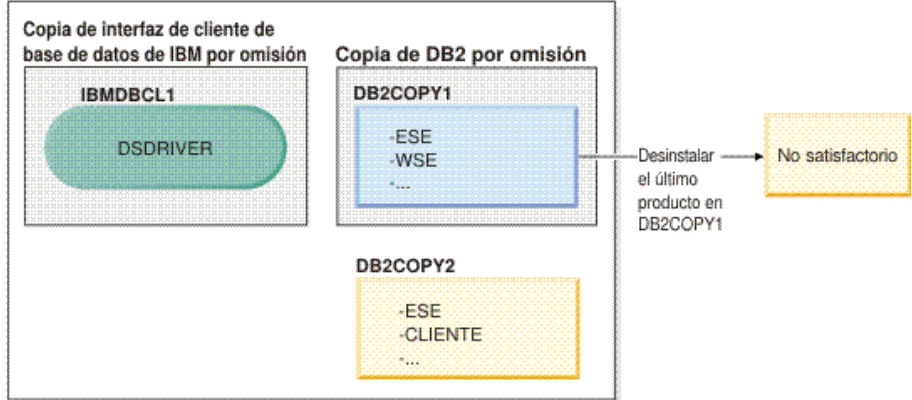 Copia de interfaz de cliente de
base de datos de IBM por omisión
IBMDBCL1
DSDRIVER
Copia de DB2 por omisión
DB2COPY1
-ESE
-WSE
-...
Desinstalar
el último
producto en
DB2COPY1
No satisfactorio
DB2COPY2
-ESE
-CLIENTE
-...